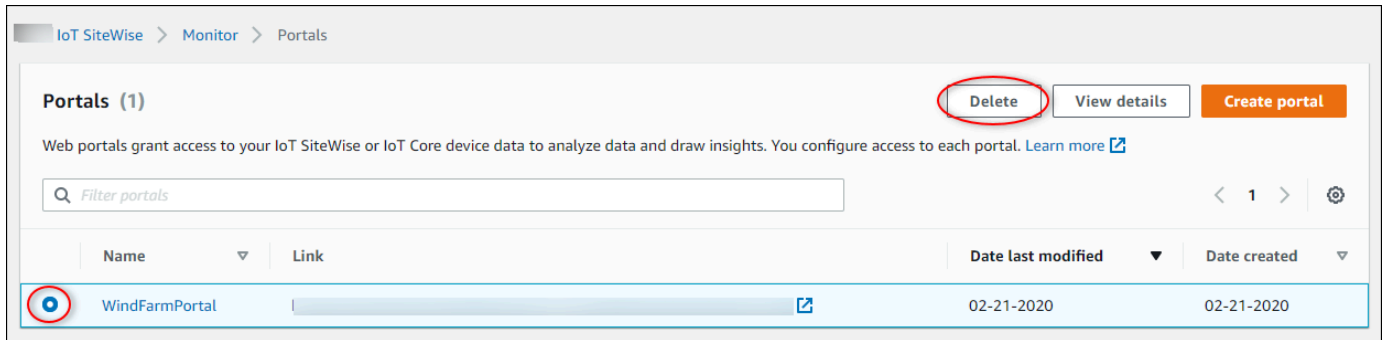 IoT SiteWise > Monitor > Portals
Portals (1) Delete View details Create portal
Web portals grant access to your IoT SiteWise or IoT Core device data to analyze data and draw insights. You configure access to each portal. Learn more
Filter portals < 1 >
Name Link Date last modified Date created
WindFarmPortal 02-21-2020 02-21-2020